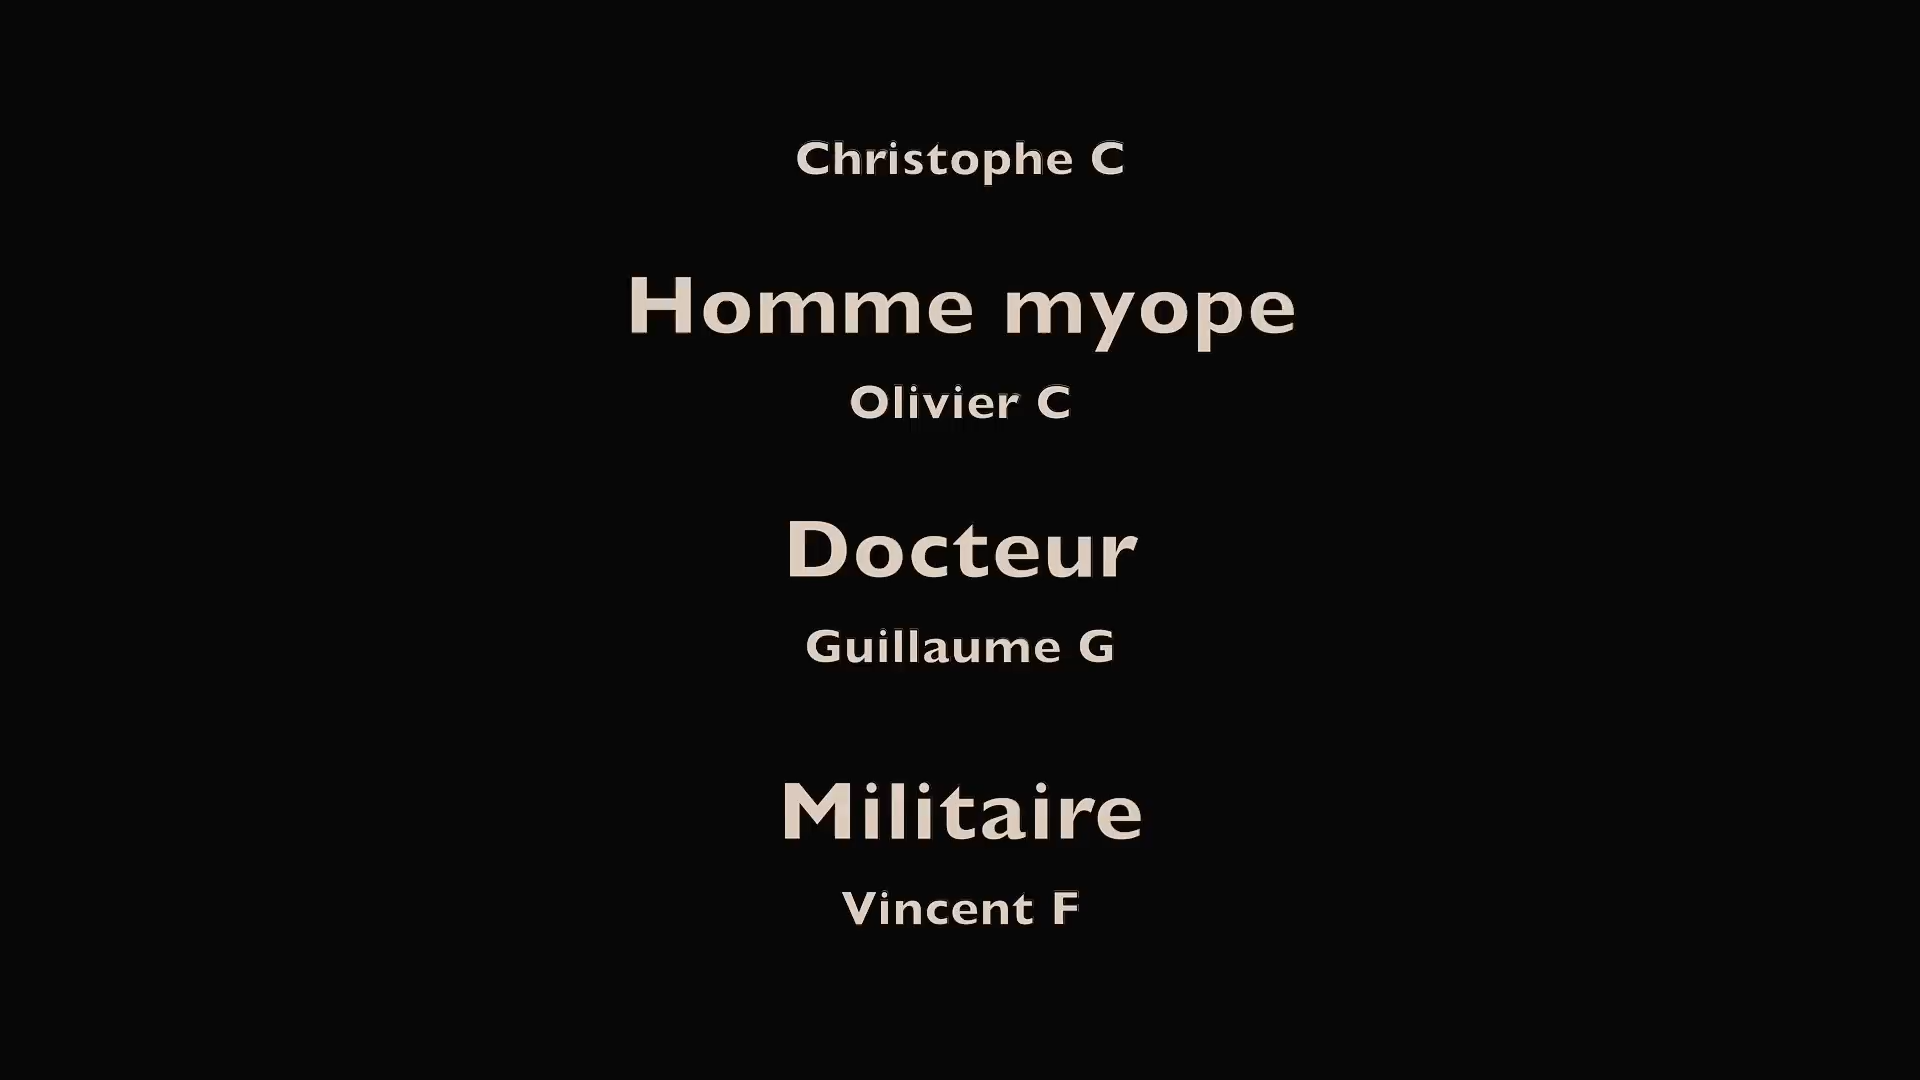 Christophe C
Homme myope
Olivier C
Docteur
Guillaume G
Militaire
Vincent F